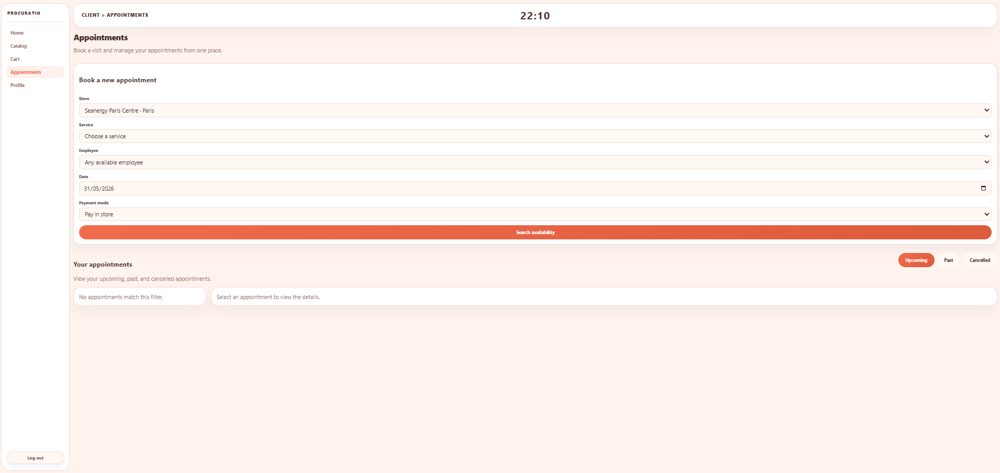 PROCURATIO
Home
Catalog
Cart
Appointments
Profile
Log out
CLIENT > APPOINTMENTS
22:10
Appointments
Book a visit and manage your appointments from one place.
Book a new appointment
Store
Seanergy Paris Centre · Paris
Service
Choose a service
Employee
Any available employee
Date
31/05/2026
Payment mode
Pay in store
Search availability
Your appointments
Upcoming Past Cancelled
View your upcoming, past, and cancelled appointments.
No appointments match this filter.
Select an appointment to view the details.